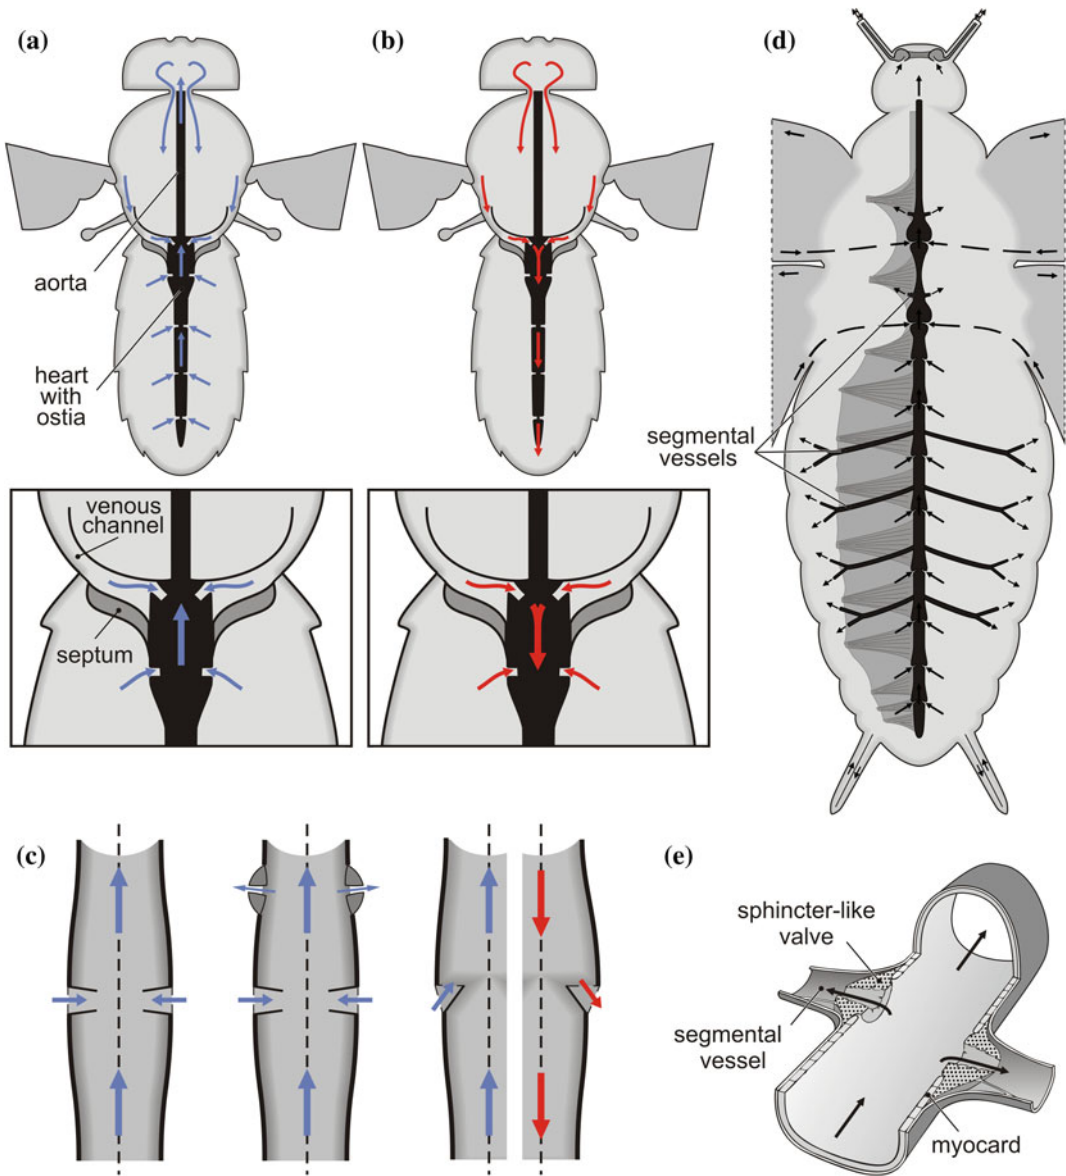 (a)
(b)
(d)
aorta
heart
with
ostia
segmental
vessels
venous
channel
septum
(c)
(e)
sphincter-like
valve
segmental
vessel
myocard